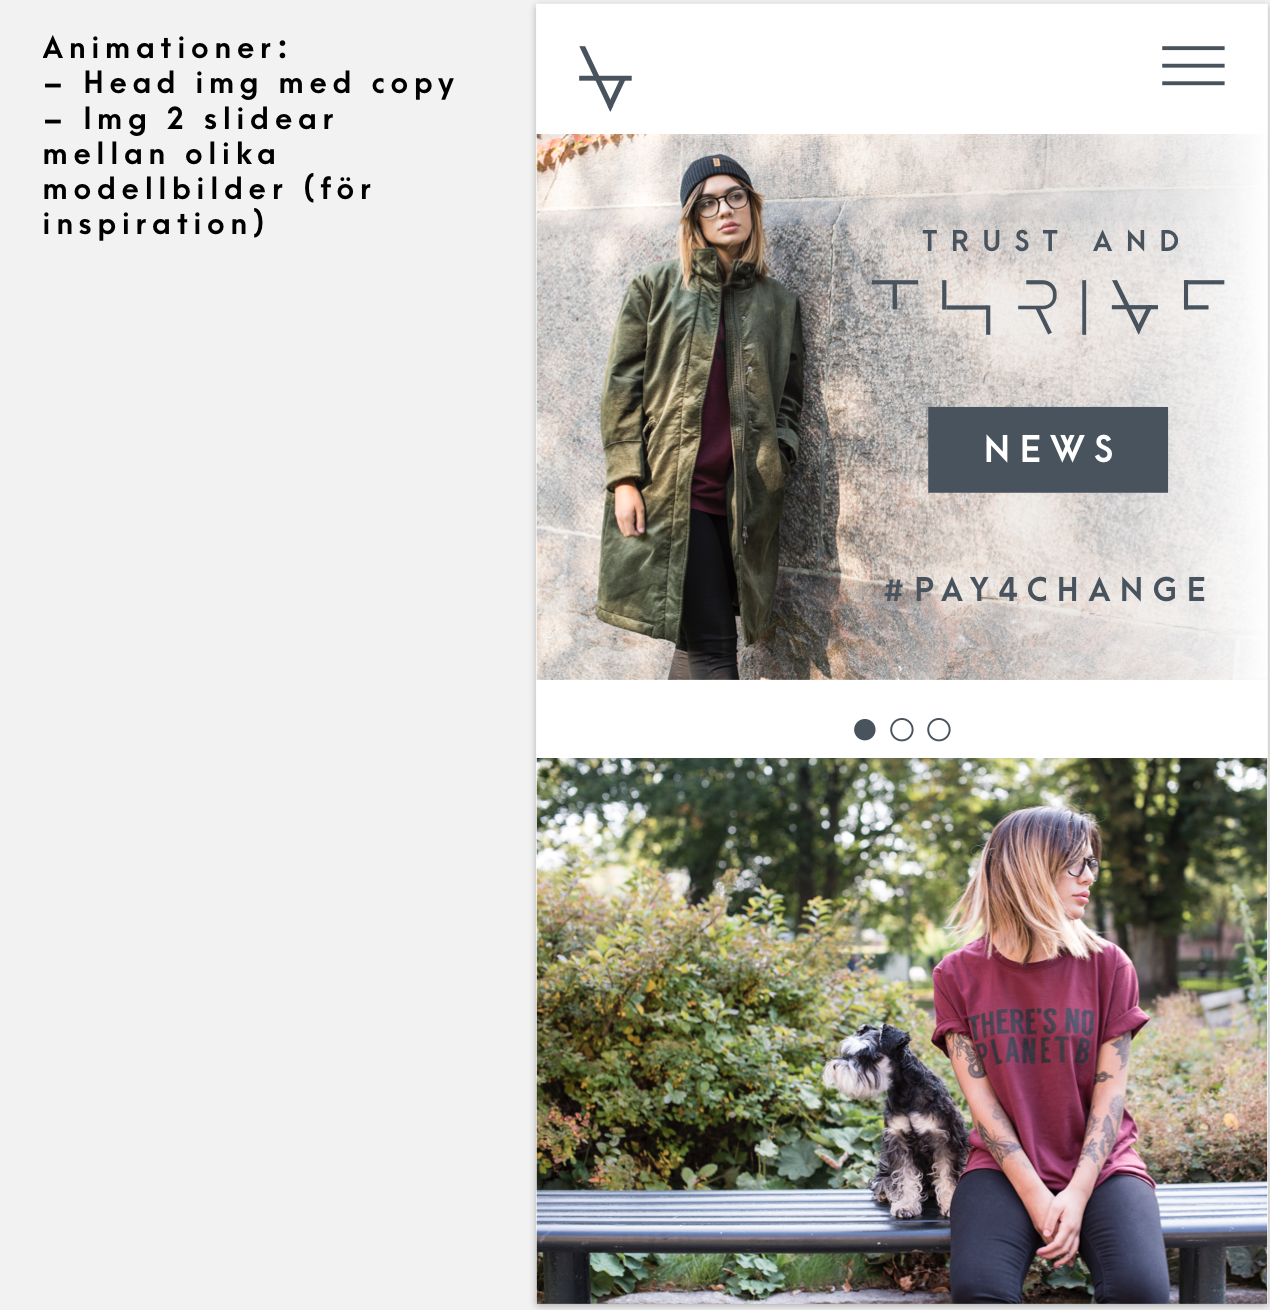 Animationer:
– Head img med copy
– Img 2 slidear
mellan olika
modellbilder (för
inspiration)
TRUST AND
THRIVE
NEWS
#PAY4CHANGE
THERE'S NO
PLANET B